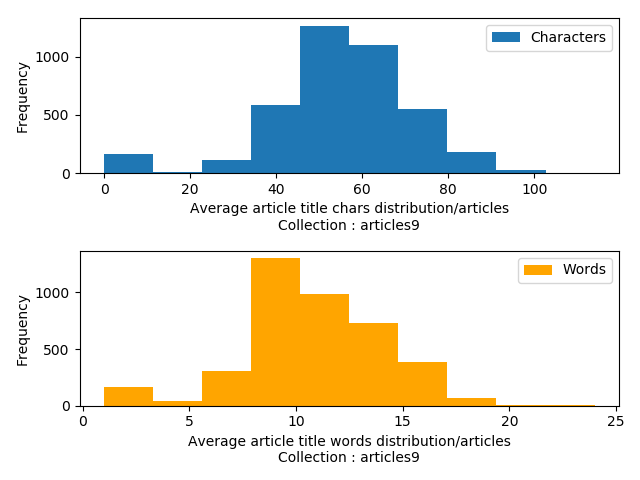 Characters
1000
500
0
Frequency
0 20 40 60 80 100
Average article title chars distribution/articles
Collection : articles9
Words
1000
500
0
Frequency
0 5 10 15 20 25
Average article title words distribution/articles
Collection : articles9